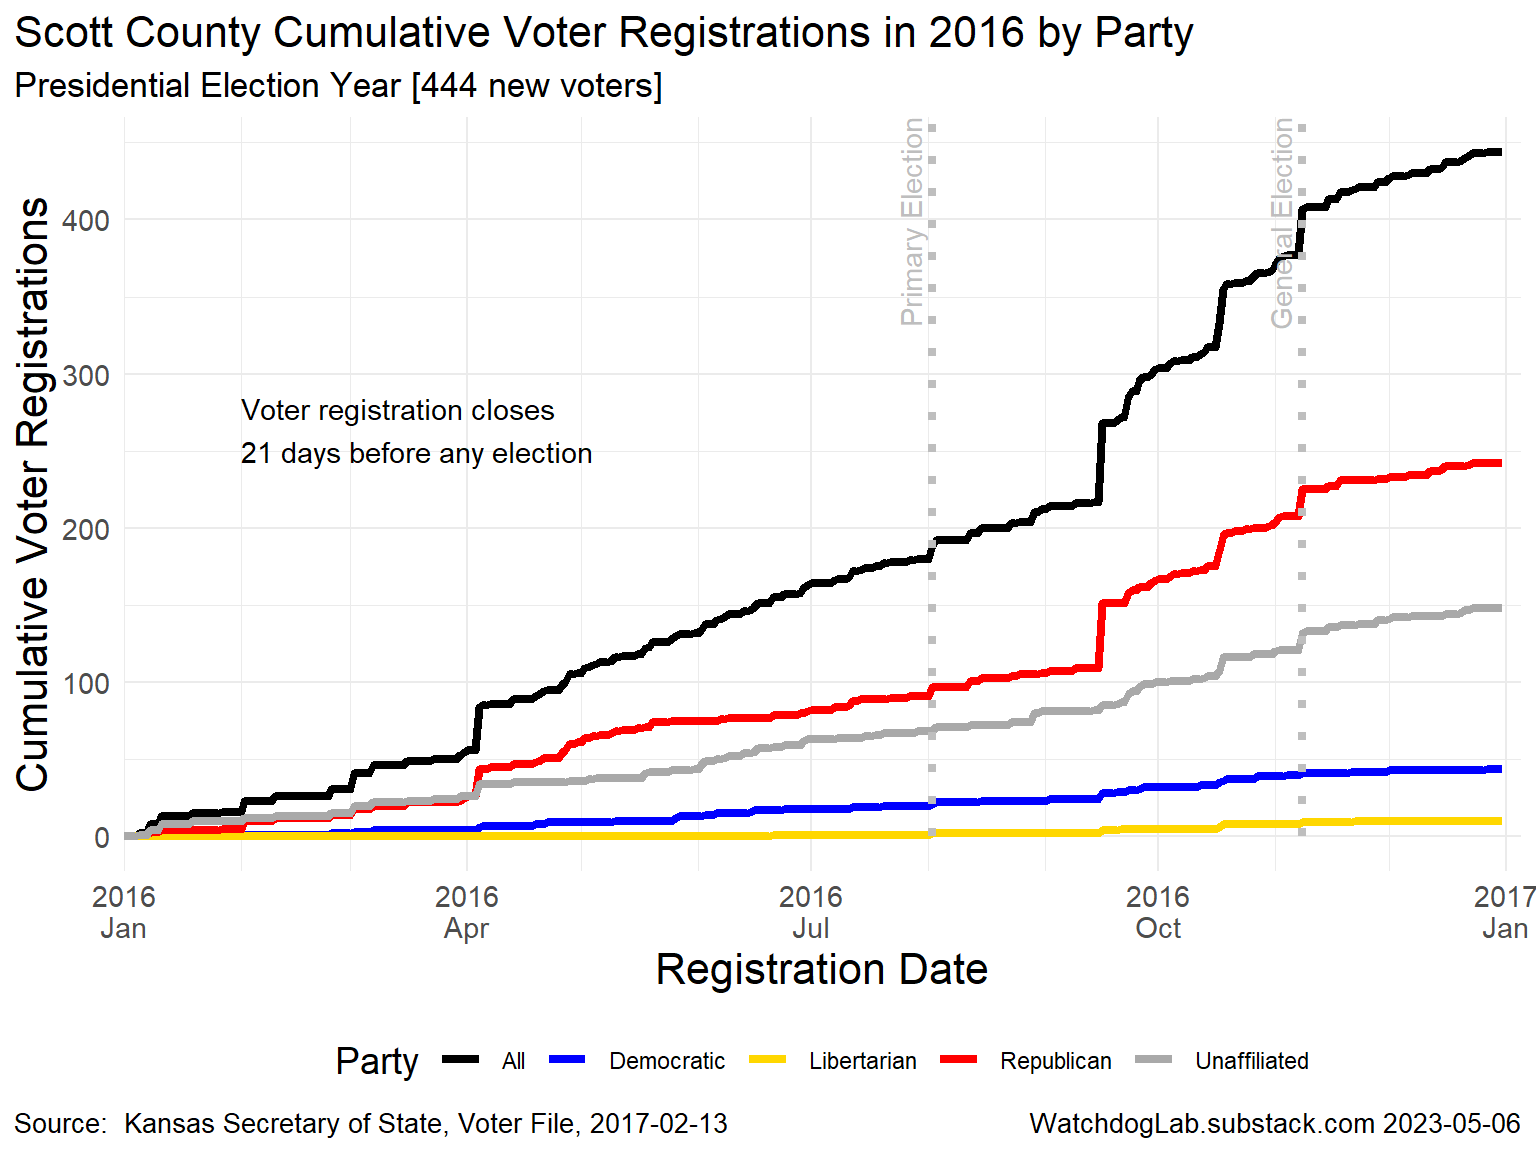 Scott County Cumulative Voter Registrations in 2016 by Party
Presidential Election Year [444 new voters]
Cumulative Voter Registrations
400
300
200
100
0
Primary Election
General Election
Voter registration closes
21 days before any election
2016
Jan
2016
Apr
2016
Jul
2016
Oct
2017
Jan
Registration Date
Party All Democratic Libertarian Republican Unaffiliated
Source:  Kansas Secretary of State, Voter File, 2017-02-13
WatchdogLab.substack.com 2023-05-06